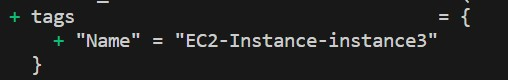 + tags = {
+ "Name" = "EC2-Instance-instance3"
}